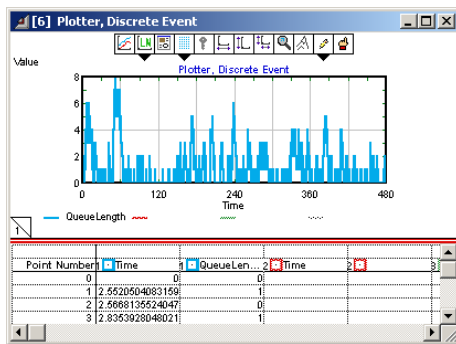 [6] Plotter, Discrete Event
LN
Value
Plotter, Discrete Event
8
6
4
2
0
0 120 240 360 480
Time
QueueLength
1
Point Number 1 Time 1 QueueLen... 2 Time 2 3
0 0 0
1 2.5520504083159 1
2 2.5668135524047 0
3 2.8353928048021 1